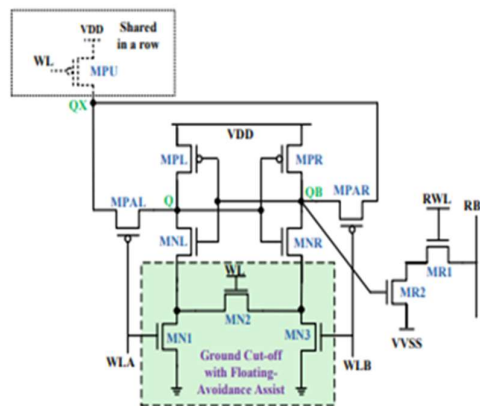 Shared
in a row
VDD
WL
MPU
QX
VDD
MPL
MPR
MPAL
Q
QB
MPAR
RWL
RB
MNL
MNR
MR1
WL
MR2
MN2
MN1
MN3
VVSS
WLA
Ground Cut-off
with Floating-
Avoidance Assist
WLB